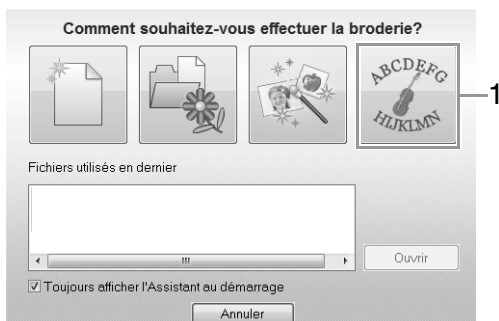 Comment souhaitez-vous effectuer la broderie?
ABCDEFG
HIJKLMN
1
Fichiers utilisés en dernier
Ouvrir
Toujours afficher l'Assistant au démarrage
Annuler